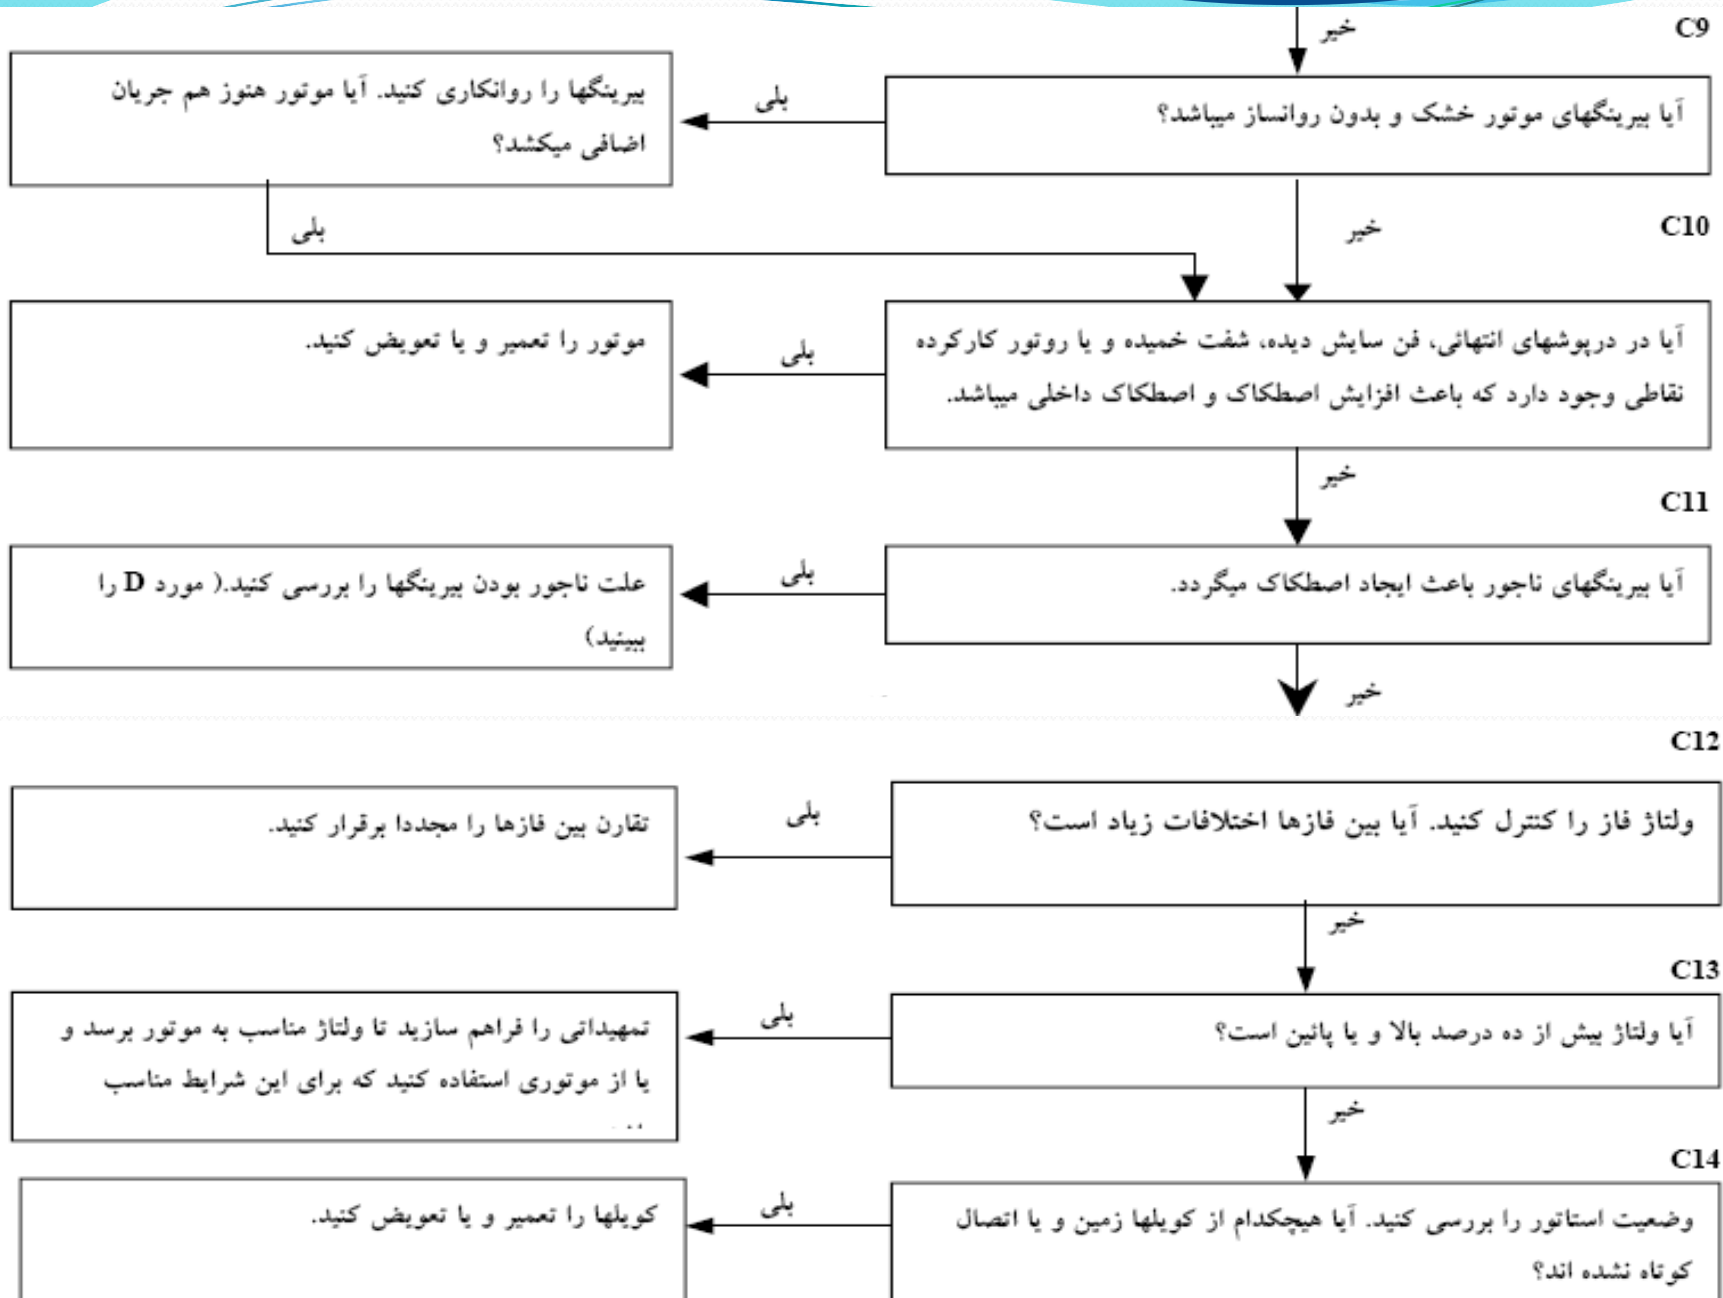 خیر
C9
آیا بیرینگهای موتور خشک و بدون روانساز میباشد؟
بلی
بیرینگها را روانکاری کنید. آیا موتور هنوز هم جریان
اضافی میکشد؟
خیر
بلی
C10
آیا در درپوشهای انتهائی، فن سایش دیده، شفت خمیده و یا روتور کارکرده
نقاطی وجود دارد که باعث افزایش اصطکاک و اصطکاک داخلی میباشد.
بلی
موتور را تعمیر و یا تعویض کنید.
خیر
C11
آیا بیرینگهای ناجور باعث ایجاد اصطکاک میگردد.
بلی
علت ناجور بودن بیرینگها را بررسی کنید.( مورد D را
ببینید)
خیر
C12
ولتاژ فاز را کنترل کنید. آیا بین فازها اختلافات زیاد است؟
بلی
تقارن بین فازها را مجددا برقرار کنید.
خیر
C13
آیا ولتاژ بیش از ده درصد بالا و یا پائین است؟
بلی
تمهیداتی را فراهم سازید تا ولتاژ مناسب به موتور برسد و
یا از موتوری استفاده کنید که برای این شرایط مناسب
خیر
C14
وضعیت استاتور را بررسی کنید. آیا هیچکدام از کویلها زمین و یا اتصال
کوتاه نشده اند؟
بلی
کویلها را تعمیر و یا تعویض کنید.